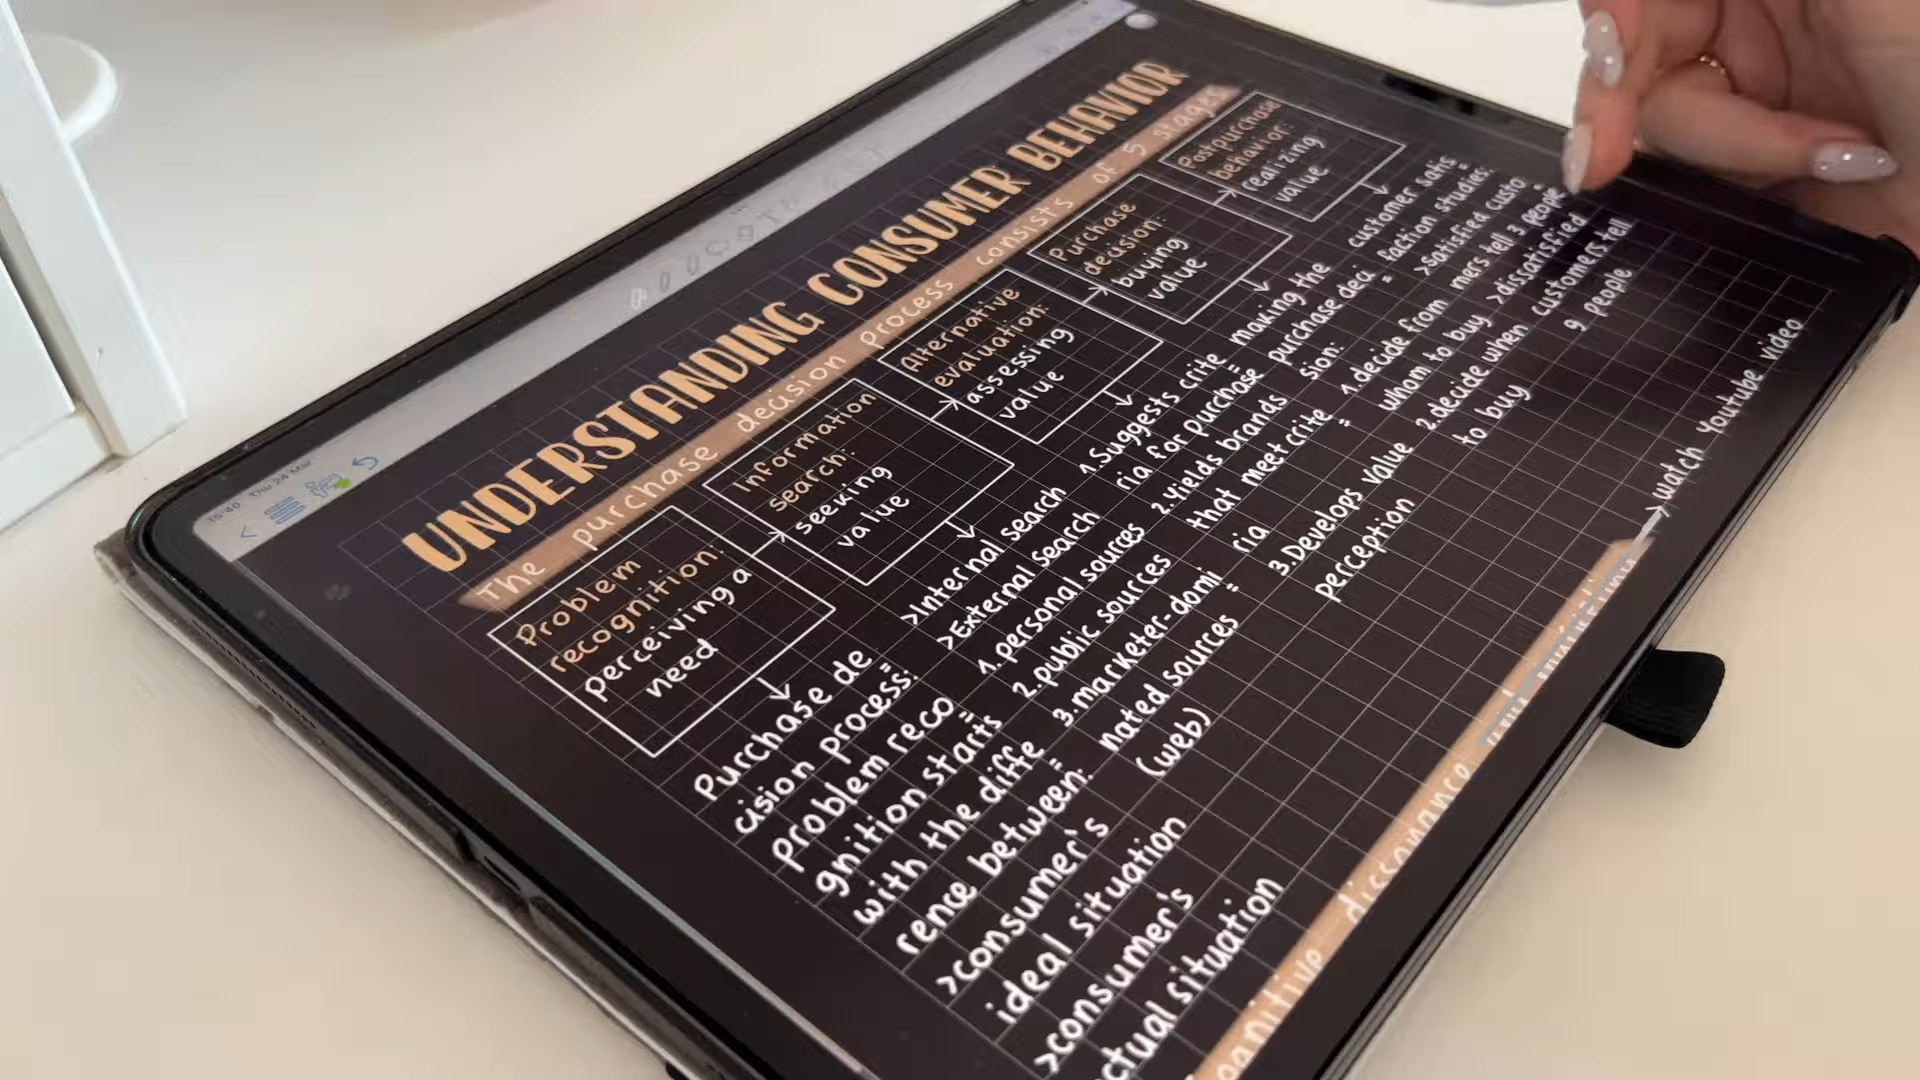 15:40 Thu 24 Mar
UNDERSTANDING CONSUMER BEHAVIOR
The purchase decision process consists of 5 stages
Problem
recognition:
perceiving a
need
Information
search:
seeking
value
Alternative
evaluation:
assessing
value
Purchase
decision:
buying
value
Postpurchase
behavior:
realizing
value
Purchase de
cision process:
problem reco
gnition starts
with the diffe
rence between:
>consumer's
ideal situation
>consumer's
ctual situation
>Internal search
>External search
1.personal sources
2.public sources
3.marketer-domi
nated sources
(web)
1.Suggests crite
ria for purchase
2.Yields brands
that meet crite
ria
3.Develops value
perception
making the
purchase deci
sion:
1.decide from
whom to buy
2.decide when
to buy
customer satis
faction studies:
>Satisfied custo
mers tell 3 people
>dissatisfied
customers tell
9 people
ognitive dissonance
→ watch Youtube video